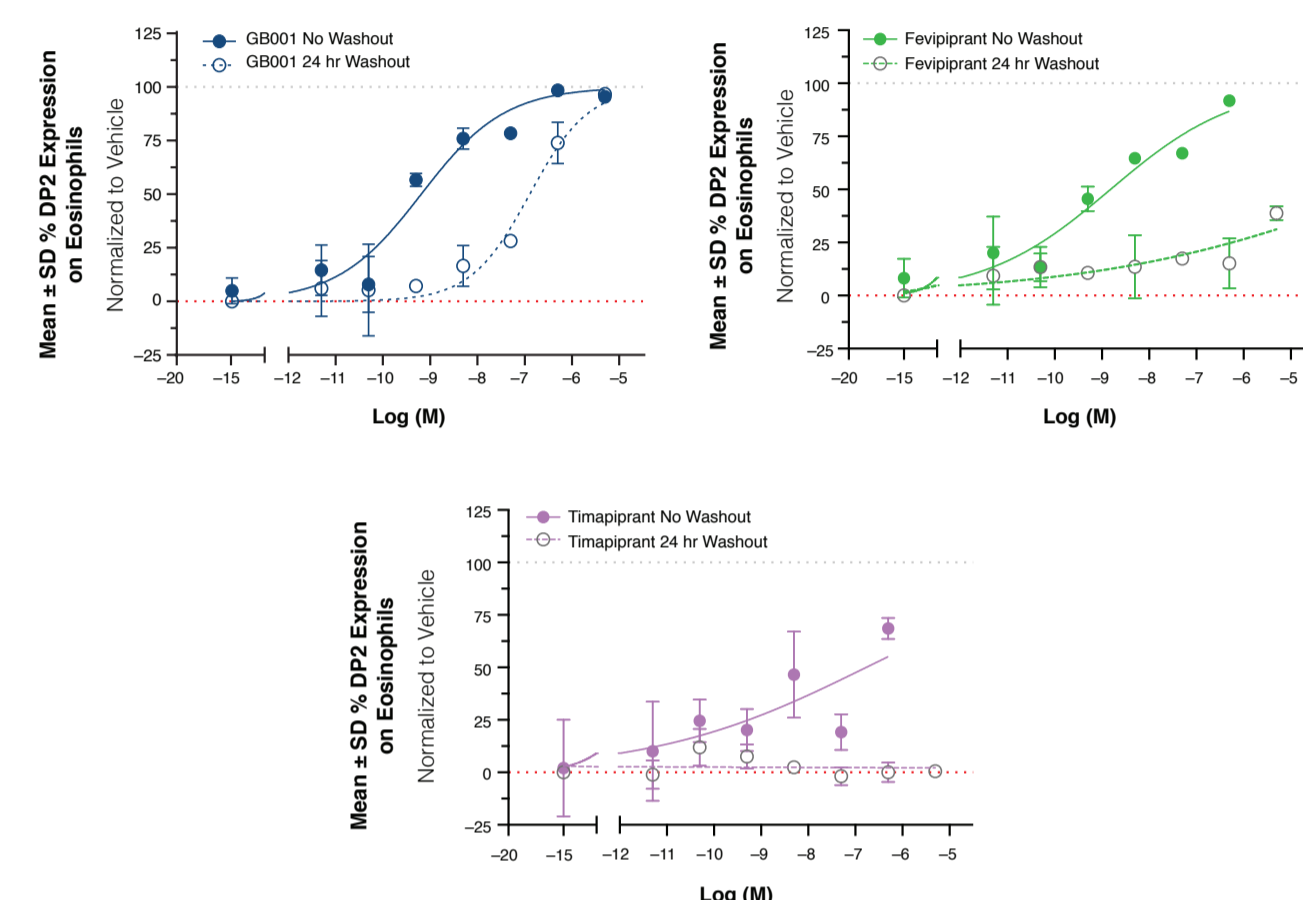 GB001 No Washout
GB001 24 hr Washout
Mean ± SD % DP2 Expression
on Eosinophils
Normalized to Vehicle
125
100
75
50
25
0
−25
−20 −15 −12 −11 −10 −9 −8 −7 −6 −5
Log (M)
Fevipiprant No Washout
Fevipiprant 24 hr Washout
Mean ± SD % DP2 Expression
on Eosinophils
Normalized to Vehicle
125
100
75
50
25
0
−25
−20 −15 −12 −11 −10 −9 −8 −7 −6 −5
Log (M)
Timapiprant No Washout
Timapiprant 24 hr Washout
Mean ± SD % DP2 Expression
on Eosinophils
Normalized to Vehicle
125
100
75
50
25
0
−25
−20 −15 −12 −11 −10 −9 −8 −7 −6 −5
Log (M)